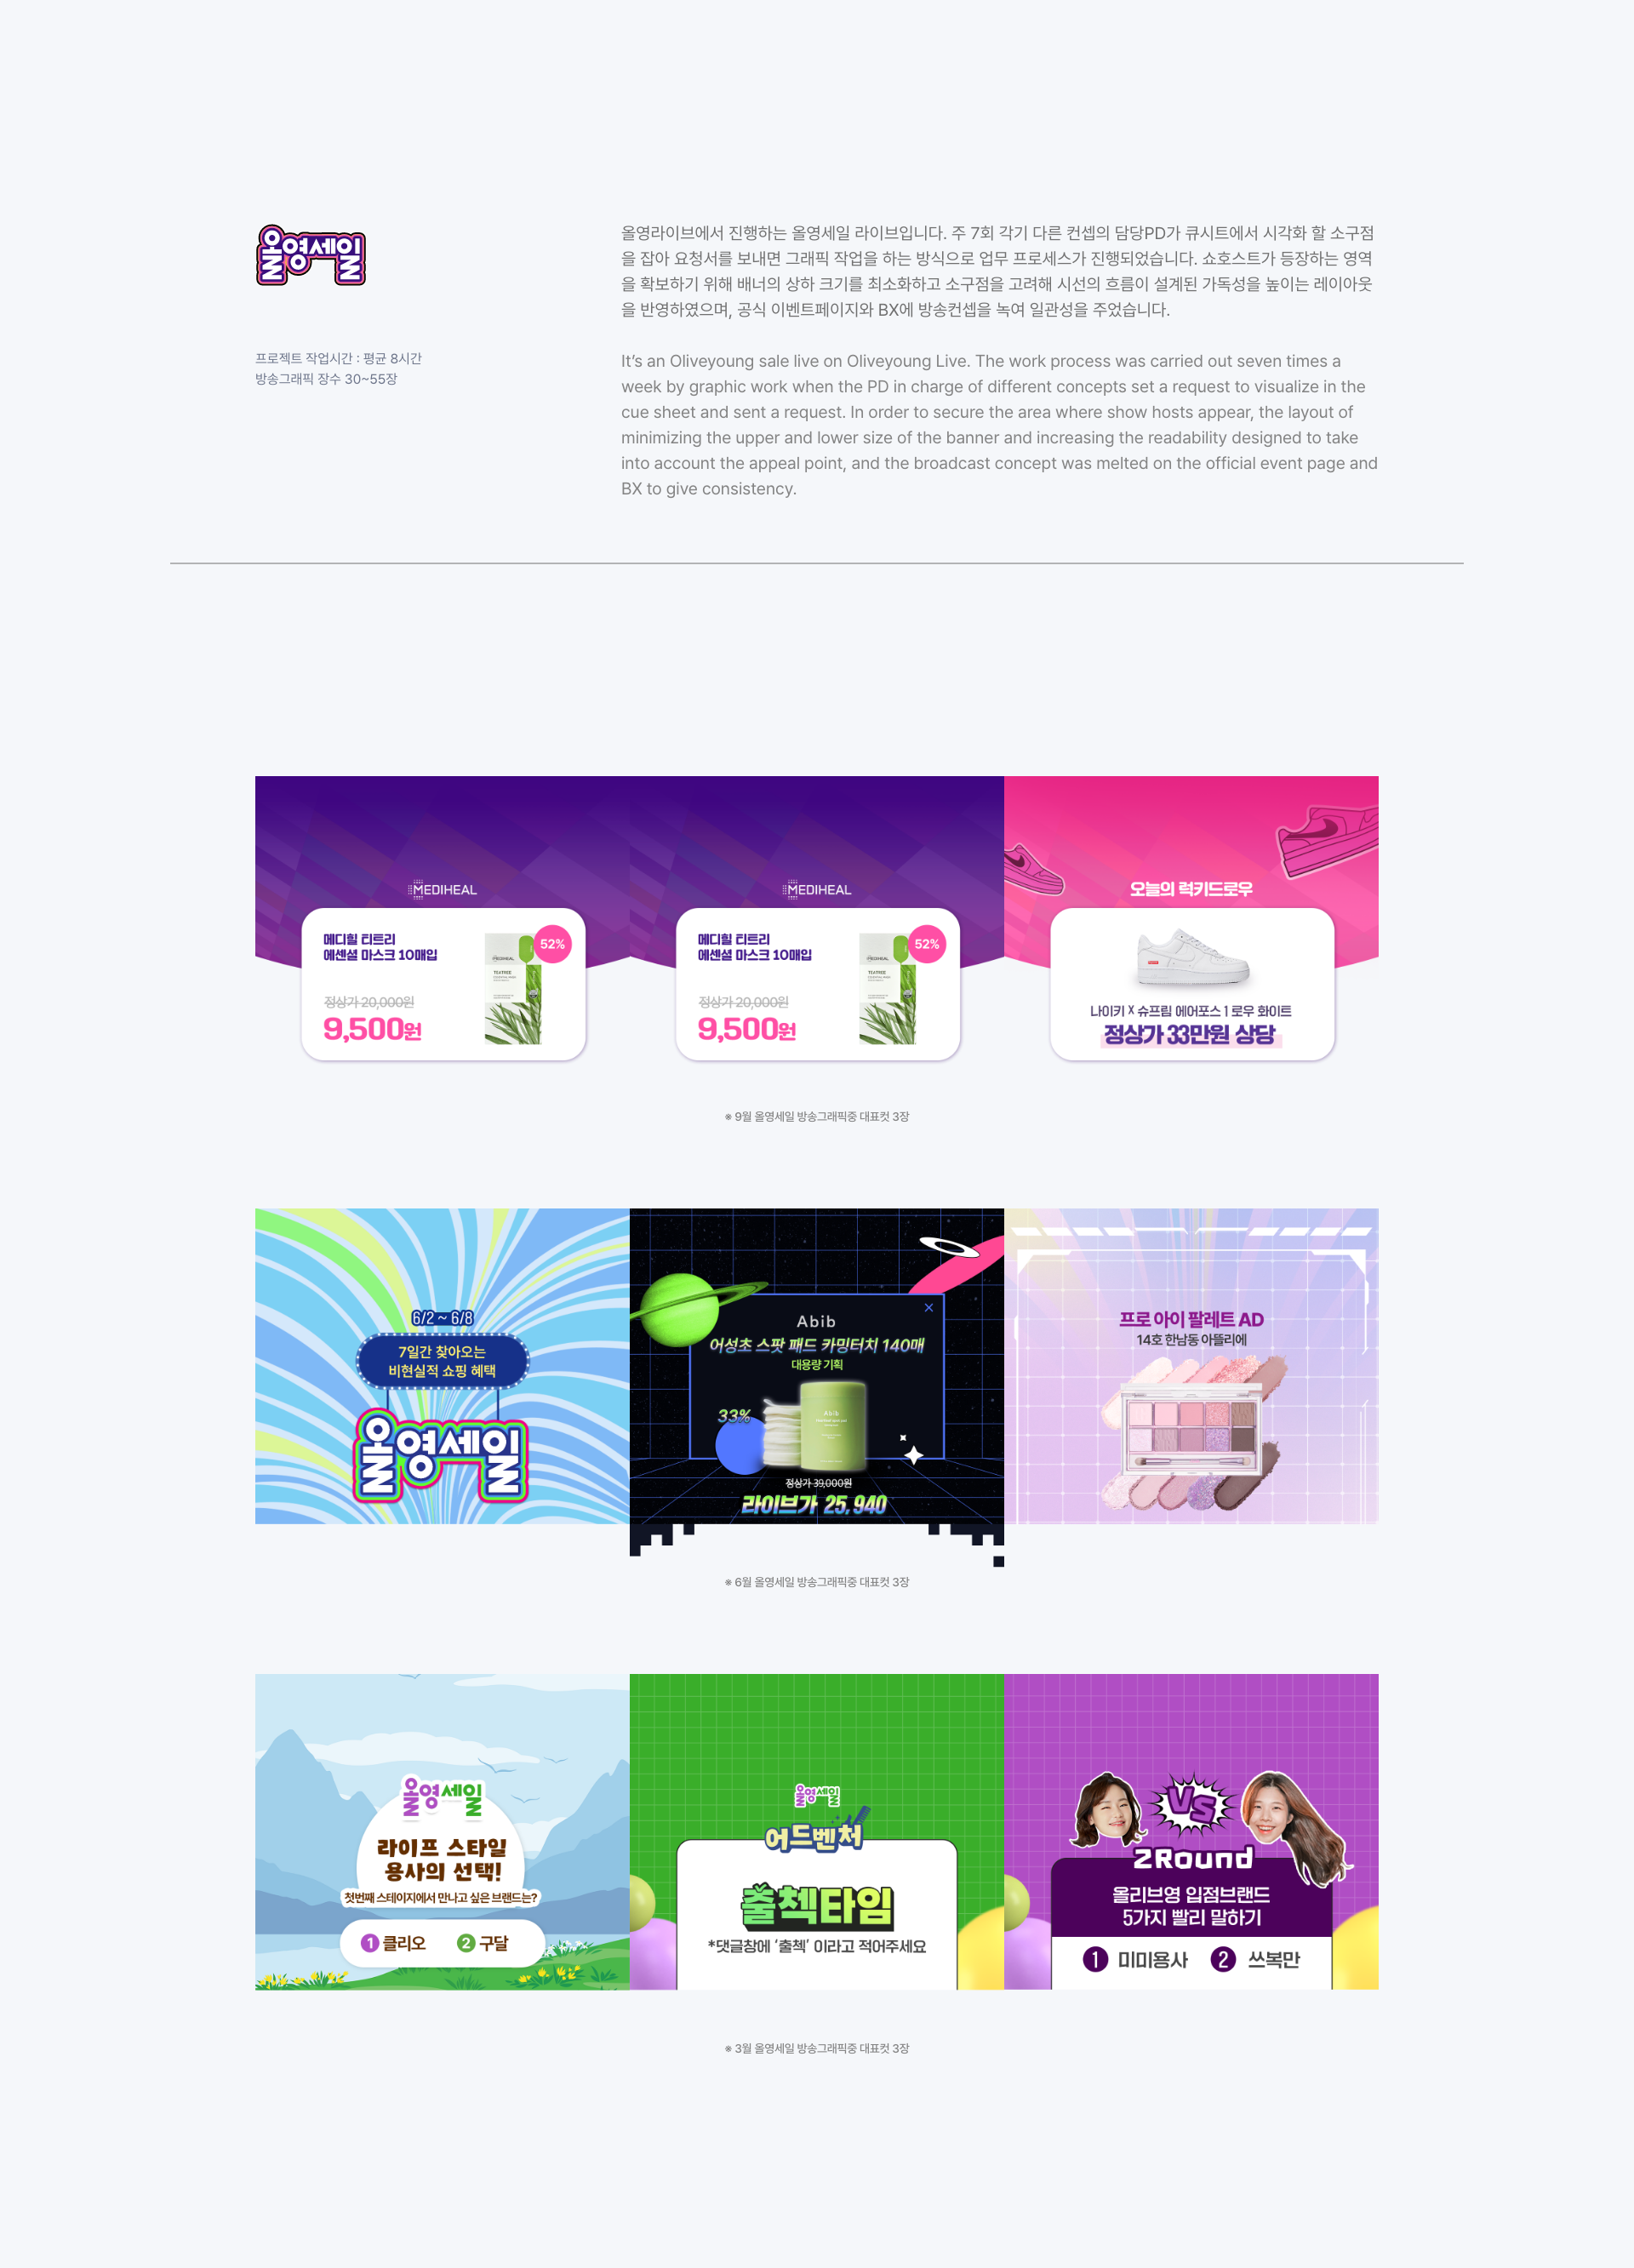 올영세일
올영라이브에서 진행하는 올영세일 라이브입니다. 주 7회 각기 다른 컨셉의 담당PD가 큐시트에서 시각화 할 소구점
을 잡아 요청서를 보내면 그래픽 작업을 하는 방식으로 업무 프로세스가 진행되었습니다. 쇼호스트가 등장하는 영역
을 확보하기 위해 배너의 상하 크기를 최소화하고 소구점을 고려해 시선의 흐름이 설계된 가독성을 높이는 레이아웃
을 반영하였으며, 공식 이벤트페이지와 BX에 방송컨셉을 녹여 일관성을 주었습니다.
프로젝트 작업시간 : 평균 8시간
방송그래픽 장수 30~55장
It’s an Oliveyoung sale live on Oliveyoung Live. The work process was carried out seven times a
week by graphic work when the PD in charge of different concepts set a request to visualize in the
cue sheet and sent a request. In order to secure the area where show hosts appear, the layout of
minimizing the upper and lower size of the banner and increasing the readability designed to take
into account the appeal point, and the broadcast concept was melted on the official event page and
BX to give consistency.
MEDIHEAL
메디힐 티트리
에센셜 마스크 10매입
52%
정상가 20,000원
9,500원
MEDIHEAL
TEATREE
MEDIHEAL
메디힐 티트리
에센셜 마스크 10매입
52%
정상가 20,000원
9,500원
MEDIHEAL
TEATREE
오늘의 럭키드로우
나이키 X 슈프림 에어포스 1 로우 화이트
정상가 33만원 상당
※ 9월 올영세일 방송그래픽중 대표컷 3장
6/2 ~ 6/8
7일간 찾아오는
비현실적 쇼핑 혜택
올영세일
Abib
어성초 스팟 패드 카밍터치 140매
대용량 기획
33%
Abib
정상가 39,000원
라이브가 25,940
프로 아이 팔레트 AD
14호 한남동 아뜰리에
※ 6월 올영세일 방송그래픽중 대표컷 3장
올영세일
라이프 스타일
용사의 선택!
첫번째 스테이지에서 만나고 싶은 브랜드는?
1 클리오 2 구달
올영세일
어드벤처
출첵타임
*댓글창에 ‘출첵’ 이라고 적어주세요
VS
2Round
올리브영 입점브랜드
5가지 빨리 말하기
1 미미용사 2 쓰복만
※ 3월 올영세일 방송그래픽중 대표컷 3장